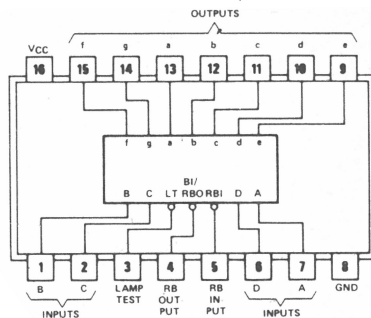 OUTPUTS
VCC f g a b c d e
16 15 14 13 12 11 10 9
f g a b c d e
BI/
B C LT RBO RBI D A
1 2 3 4 5 6 7 8
B C LAMP TEST RB OUT PUT RB IN PUT D A GND
INPUTS INPUTS